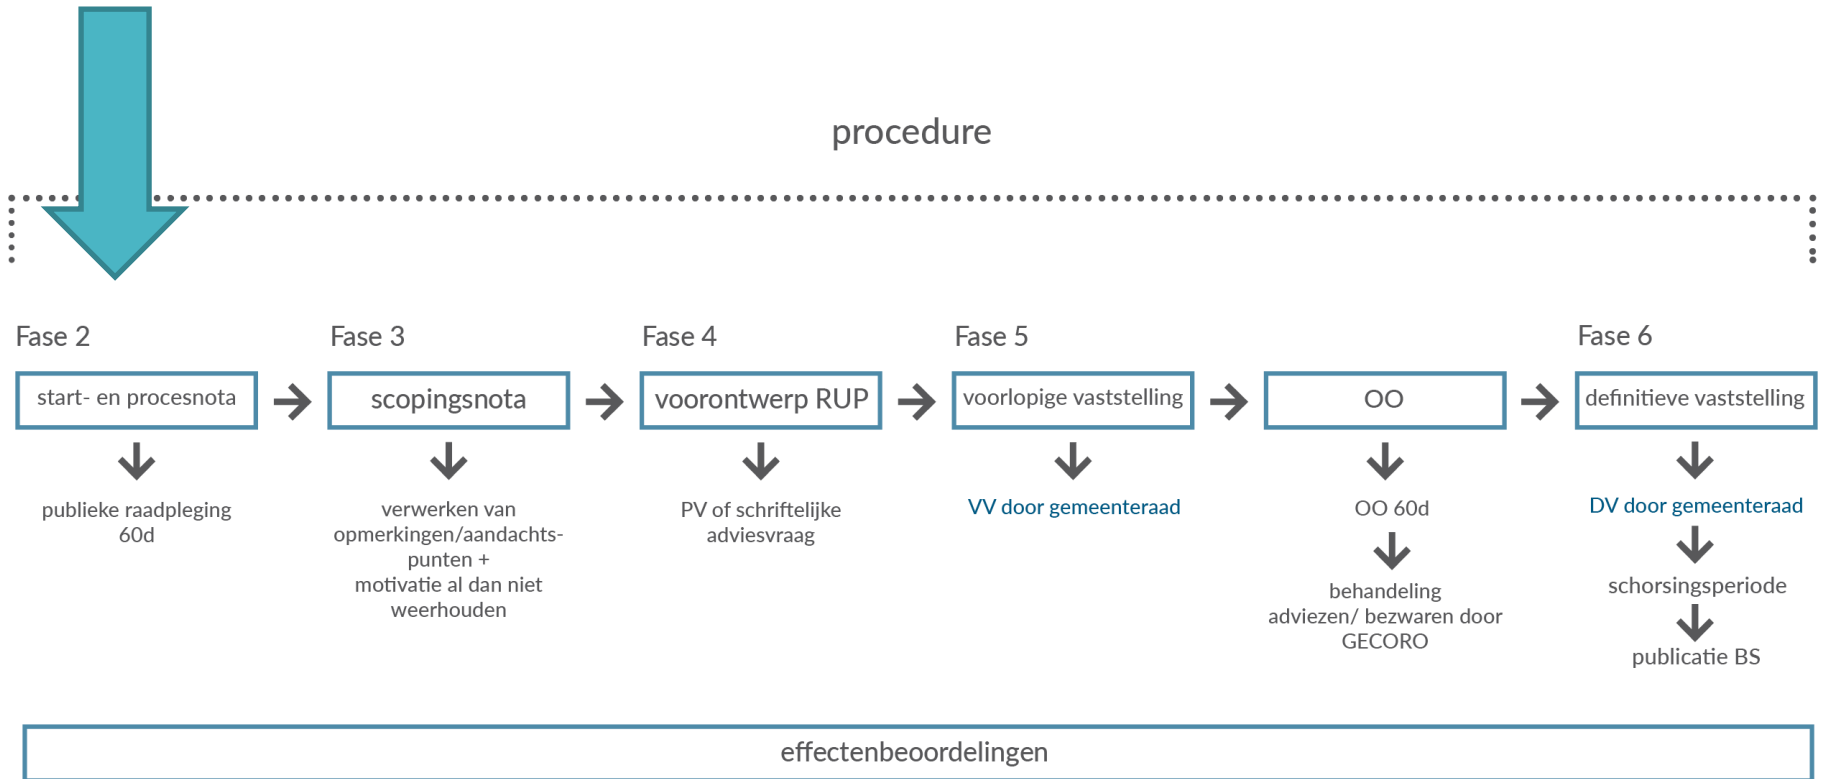 procedure
Fase 2
start- en procesnota
publieke raadpleging
60d
Fase 3
scopingsnota
verwerken van
opmerkingen/aandachts-
punten +
motivatie al dan niet
weerhouden
Fase 4
voorontwerp RUP
PV of schriftelijke
adviesvraag
Fase 5
voorlopige vaststelling
VV door gemeenteraad
OO
OO 60d
behandeling
adviezen/ bezwaren door
GECORO
Fase 6
definitieve vaststelling
DV door gemeenteraad
schorsingsperiode
publicatie BS
effectenbeoordelingen